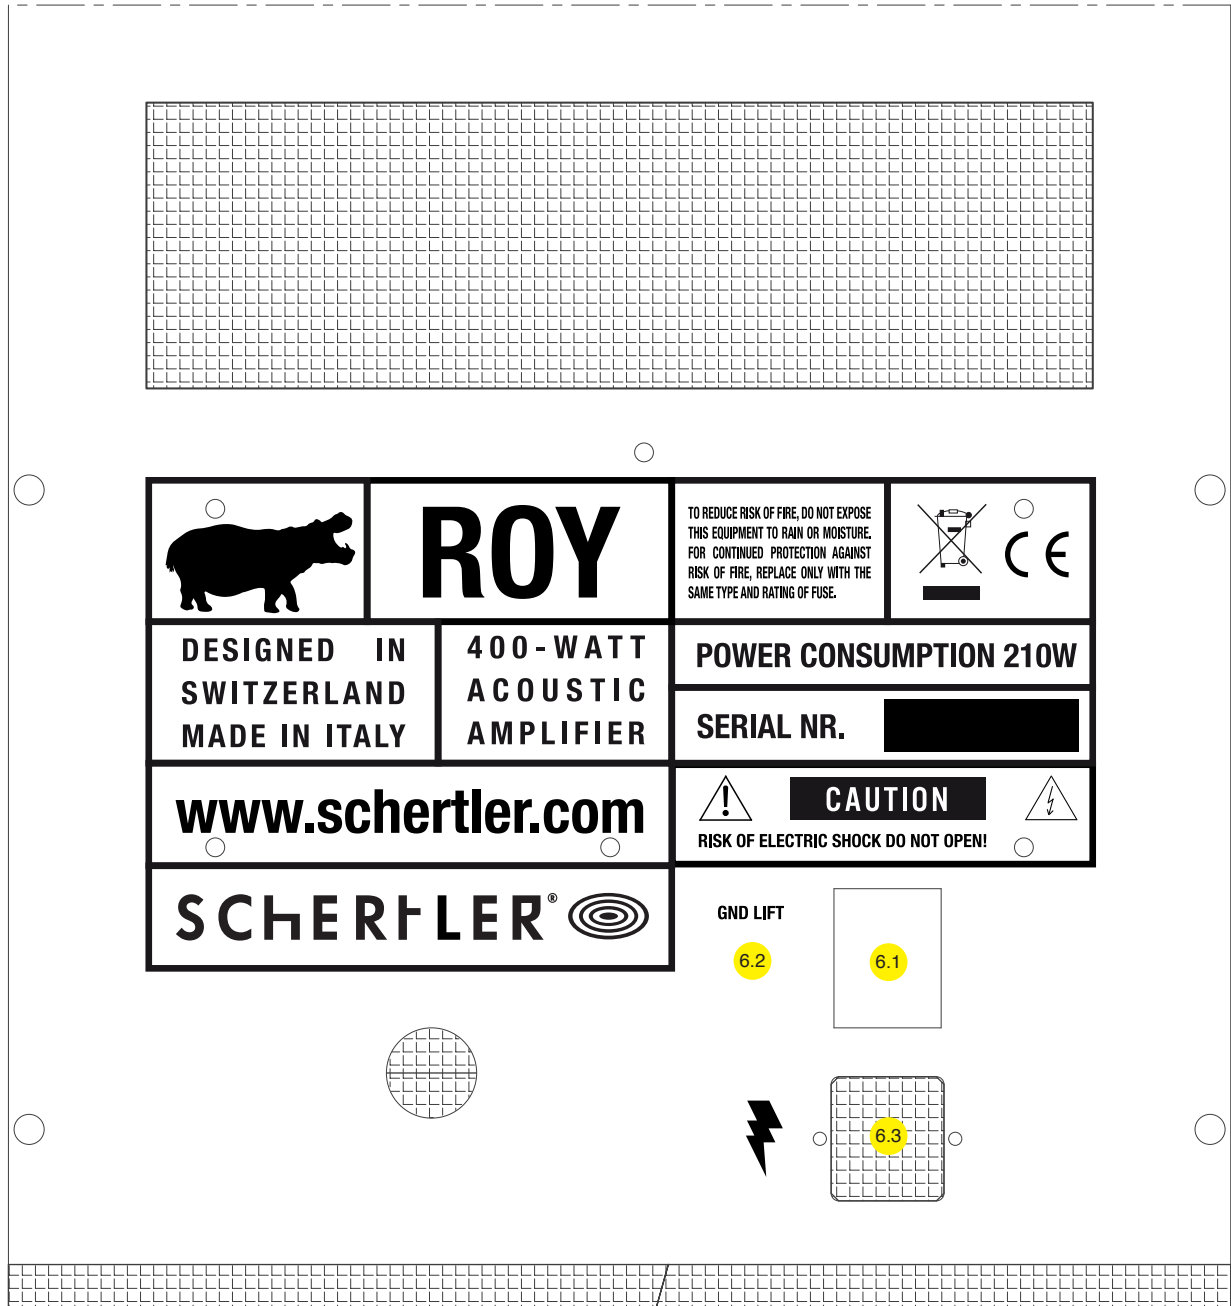 ROY
TO REDUCE RISK OF FIRE, DO NOT EXPOSE
THIS EQUIPMENT TO RAIN OR MOISTURE.
FOR CONTINUED PROTECTION AGAINST
RISK OF FIRE, REPLACE ONLY WITH THE
SAME TYPE AND RATING OF FUSE.
CE
DESIGNED IN
SWITZERLAND
MADE IN ITALY
400-WATT
ACOUSTIC
AMPLIFIER
POWER CONSUMPTION 210W
SERIAL NR.
www.schertler.com
CAUTION
RISK OF ELECTRIC SHOCK DO NOT OPEN!
SCHERTLER®
GND LIFT
6.2
6.1
6.3